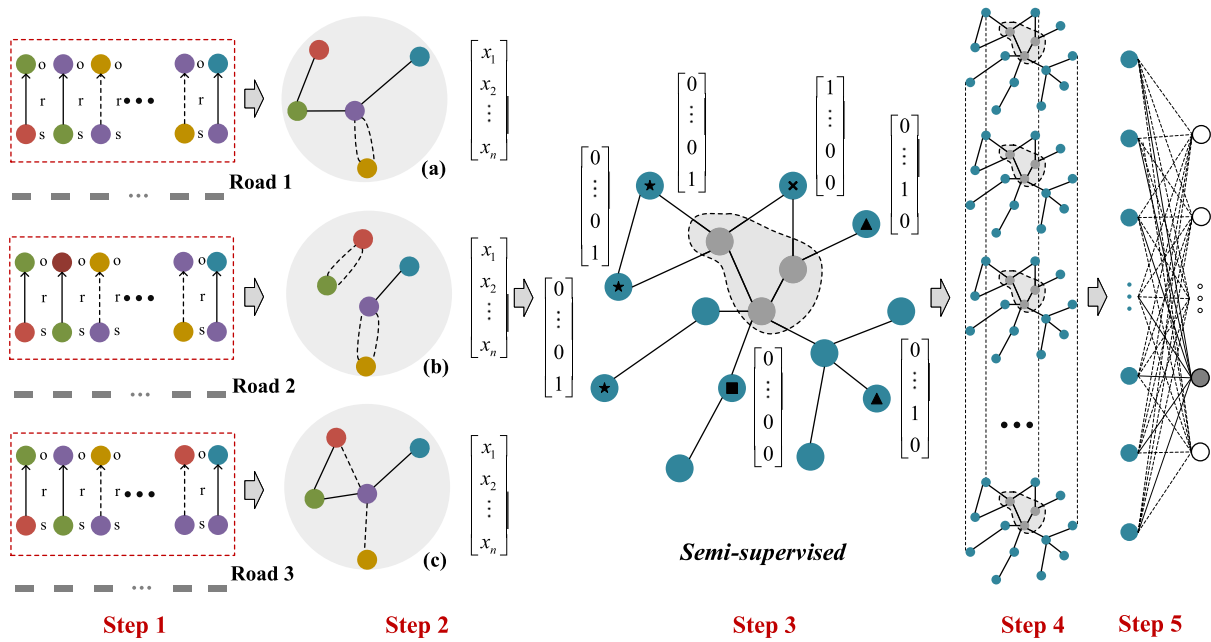 o o o o o
r r r ••• r r
s s s s s
Road 1
(a)
x1
x2
⋮
xn
o o o o o
r r r ••• r r
s s s s s
Road 2
(b)
x1
x2
⋮
xn
o o o o o
r r r ••• r r
s s s s s
Road 3
(c)
x1
x2
⋮
xn
0
⋮
0
1
0
⋮
0
1
0
⋮
0
1
1
⋮
0
0
0
⋮
1
0
0
⋮
0
0
0
⋮
1
0
•••
Semi-supervised
Step 1 Step 2 Step 3 Step 4 Step 5